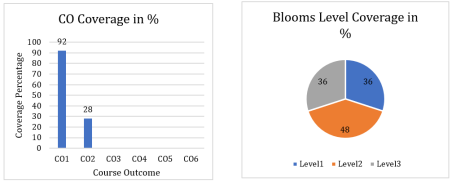 CO Coverage in %
Coverage Percentage
100
90
80
70
60
50
40
30
20
10
0
92
28
CO1 CO2 CO3 CO4 CO5 CO6
Course Outcome
Blooms Level Coverage in
%
36 36
48
Level1 Level2 Level3